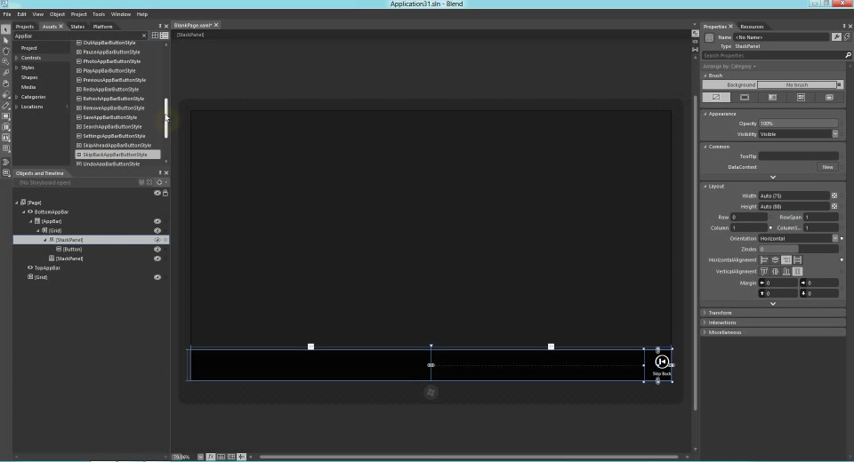 Application31.sln - Blend
File Edit View Object Project Tools Window Help
Projects Assets States Platform
BlankPage.xaml*
Properties Resources
AppBar
[StackPanel]
Name <No Name>
Type StackPanel
Project
Controls
Styles
Shapes
Media
Categories
Locations
OutAppBarButtonStyle
PauseAppBarButtonStyle
PhotoAppBarButtonStyle
PlayAppBarButtonStyle
PreviousAppBarButtonStyle
RedoAppBarButtonStyle
RefreshAppBarButtonStyle
RemoveAppBarButtonStyle
SaveAppBarButtonStyle
SearchAppBarButtonStyle
SettingsAppBarButtonStyle
SkipAheadAppBarButtonStyle
SkipBackAppBarButtonStyle
UndoAppBarButtonStyle
Search Properties
Arrange by: Category
Brush
Background No brush
Appearance
Opacity 100%
Visibility Visible
Common
ToolTip
DataContext New
Layout
Width Auto (75)
Height Auto (88)
Row 0 RowSpan 1
Column 1 ColumnS... 1
Orientation Horizontal
ZIndex 0
HorizontalAlignment
VerticalAlignment
Margin 0 0
0 0
Transform
Interactions
Miscellaneous
Objects and Timeline
(No Storyboard open)
[Page]
BottomAppBar
[AppBar]
[Grid]
[StackPanel]
[Button]
[StackPanel]
TopAppBar
[Grid]
Skip Back